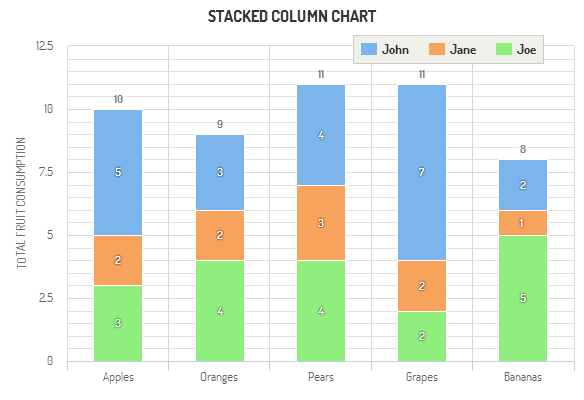 STACKED COLUMN CHART
John Jane Joe
TOTAL FRUIT CONSUMPTION
12.5
10
7.5
5
2.5
0
10 9 11 11 8
5 3 4 7 2
2 2 3 2 1
3 4 4 2 5
Apples Oranges Pears Grapes Bananas